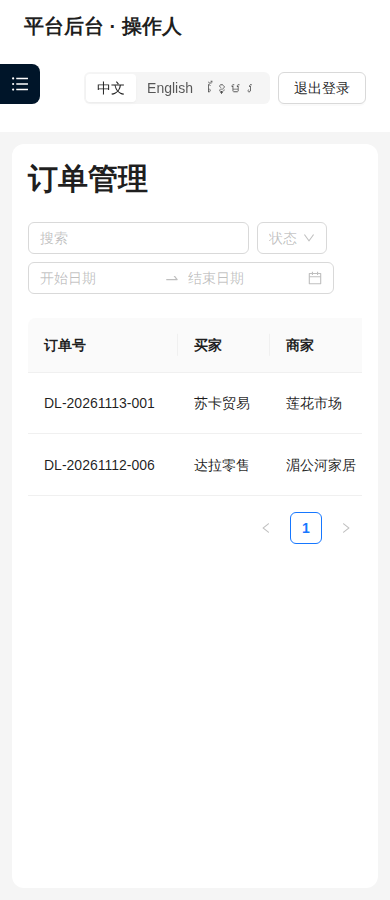 平台后台 · 操作人
中文 English ខ្មែរ 退出登录
订单管理
搜索 状态
开始日期 结束日期
订单号 买家 商家
DL-20261113-001 苏卡贸易 莲花市场
DL-20261112-006 达拉零售 湄公河家居
1